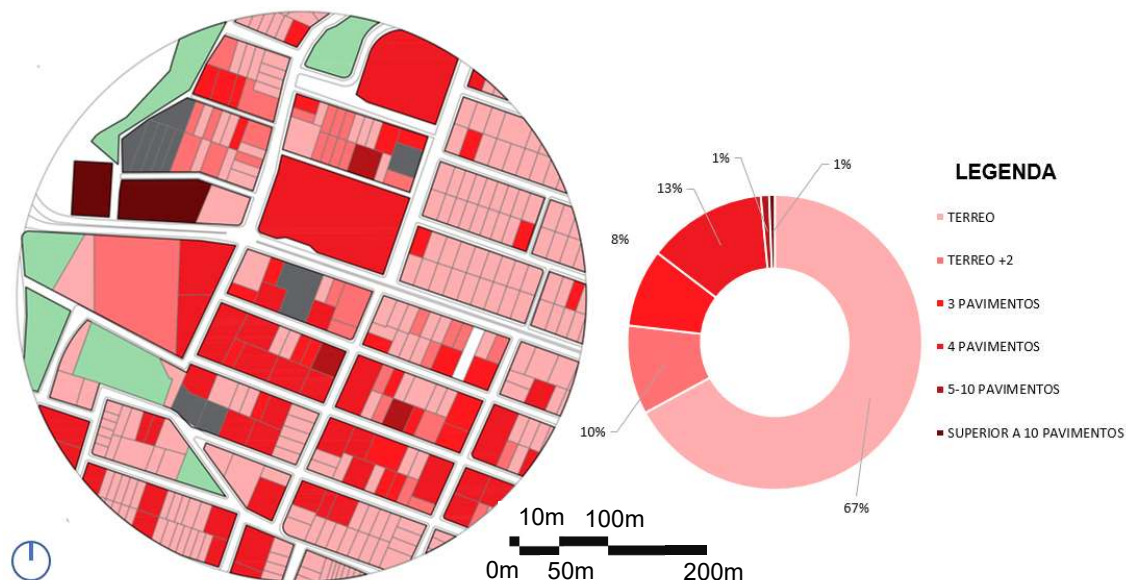 1%
1%
13%
8%
10%
67%
LEGENDA
TERREO
TERREO +2
3 PAVIMENTOS
4 PAVIMENTOS
5-10 PAVIMENTOS
SUPERIOR A 10 PAVIMENTOS
10m 100m
0m 50m 200m